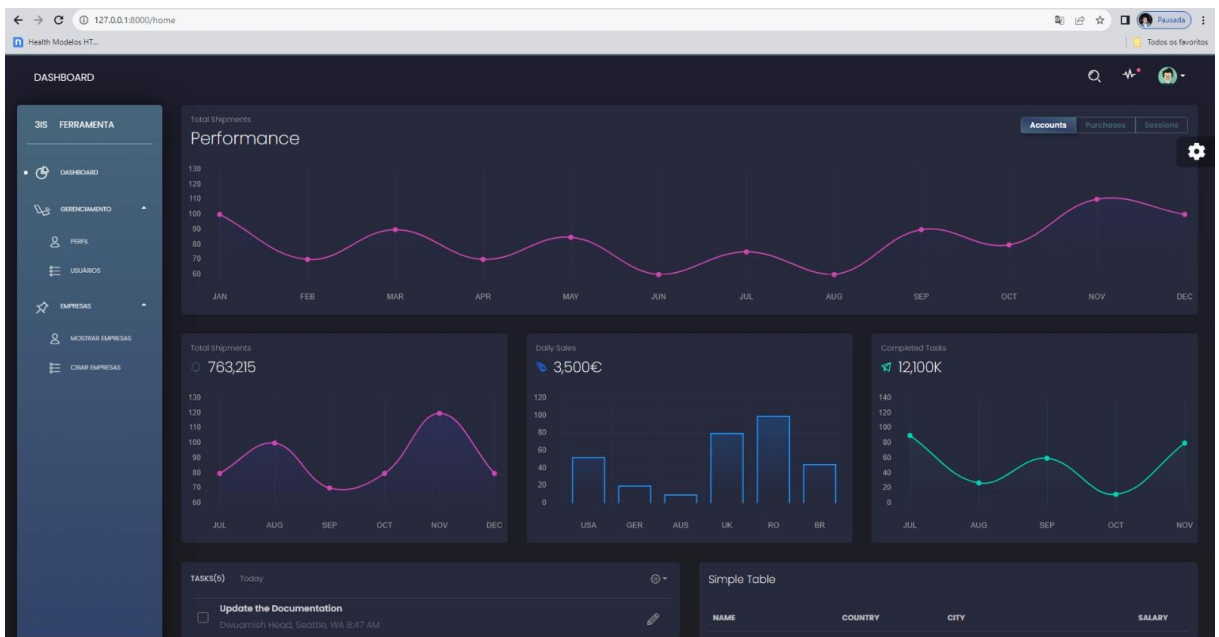 127.0.0.1:8000/home
Pausada
Health Modelos HT...
Todos os favoritos
DASHBOARD
3IS FERRAMENTA
DASHBOARD
GERENCIAMENTO
PERFIL
USUÁRIOS
EMPRESAS
MOSTRAR EMPRESAS
CRIAR EMPRESAS
Total Shipments
Performance
Accounts Purchases Sessions
130
120
110
100
90
80
70
60
JAN FEB MAR APR MAY JUN JUL AUG SEP OCT NOV DEC
Total Shipments
763,215
130
120
110
100
90
80
70
60
JUL AUG SEP OCT NOV DEC
Daily Sales
3,500€
120
100
80
60
40
20
0
USA GER AUS UK RO BR
Completed Tasks
12,100K
140
120
100
80
60
40
20
0
JUL AUG SEP OCT NOV
TASKS(5) Today
Update the Documentation
Dwuamish Head, Seattle, WA 8:47 AM
Simple Table
NAME COUNTRY CITY SALARY